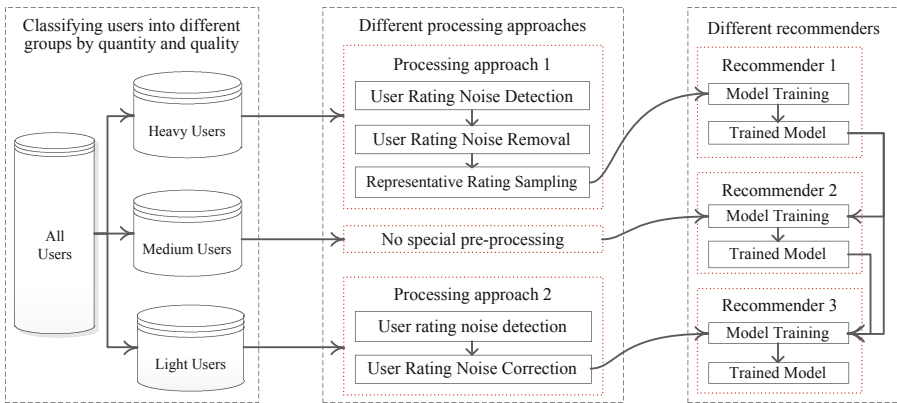 Classifying users into different
groups by quantity and quality
All
Users
Heavy Users
Medium Users
Light Users
Different processing approaches
Processing approach 1
User Rating Noise Detection
User Rating Noise Removal
Representative Rating Sampling
No special pre-processing
Processing approach 2
User rating noise detection
User Rating Noise Correction
Different recommenders
Recommender 1
Model Training
Trained Model
Recommender 2
Model Training
Trained Model
Recommender 3
Model Training
Trained Model